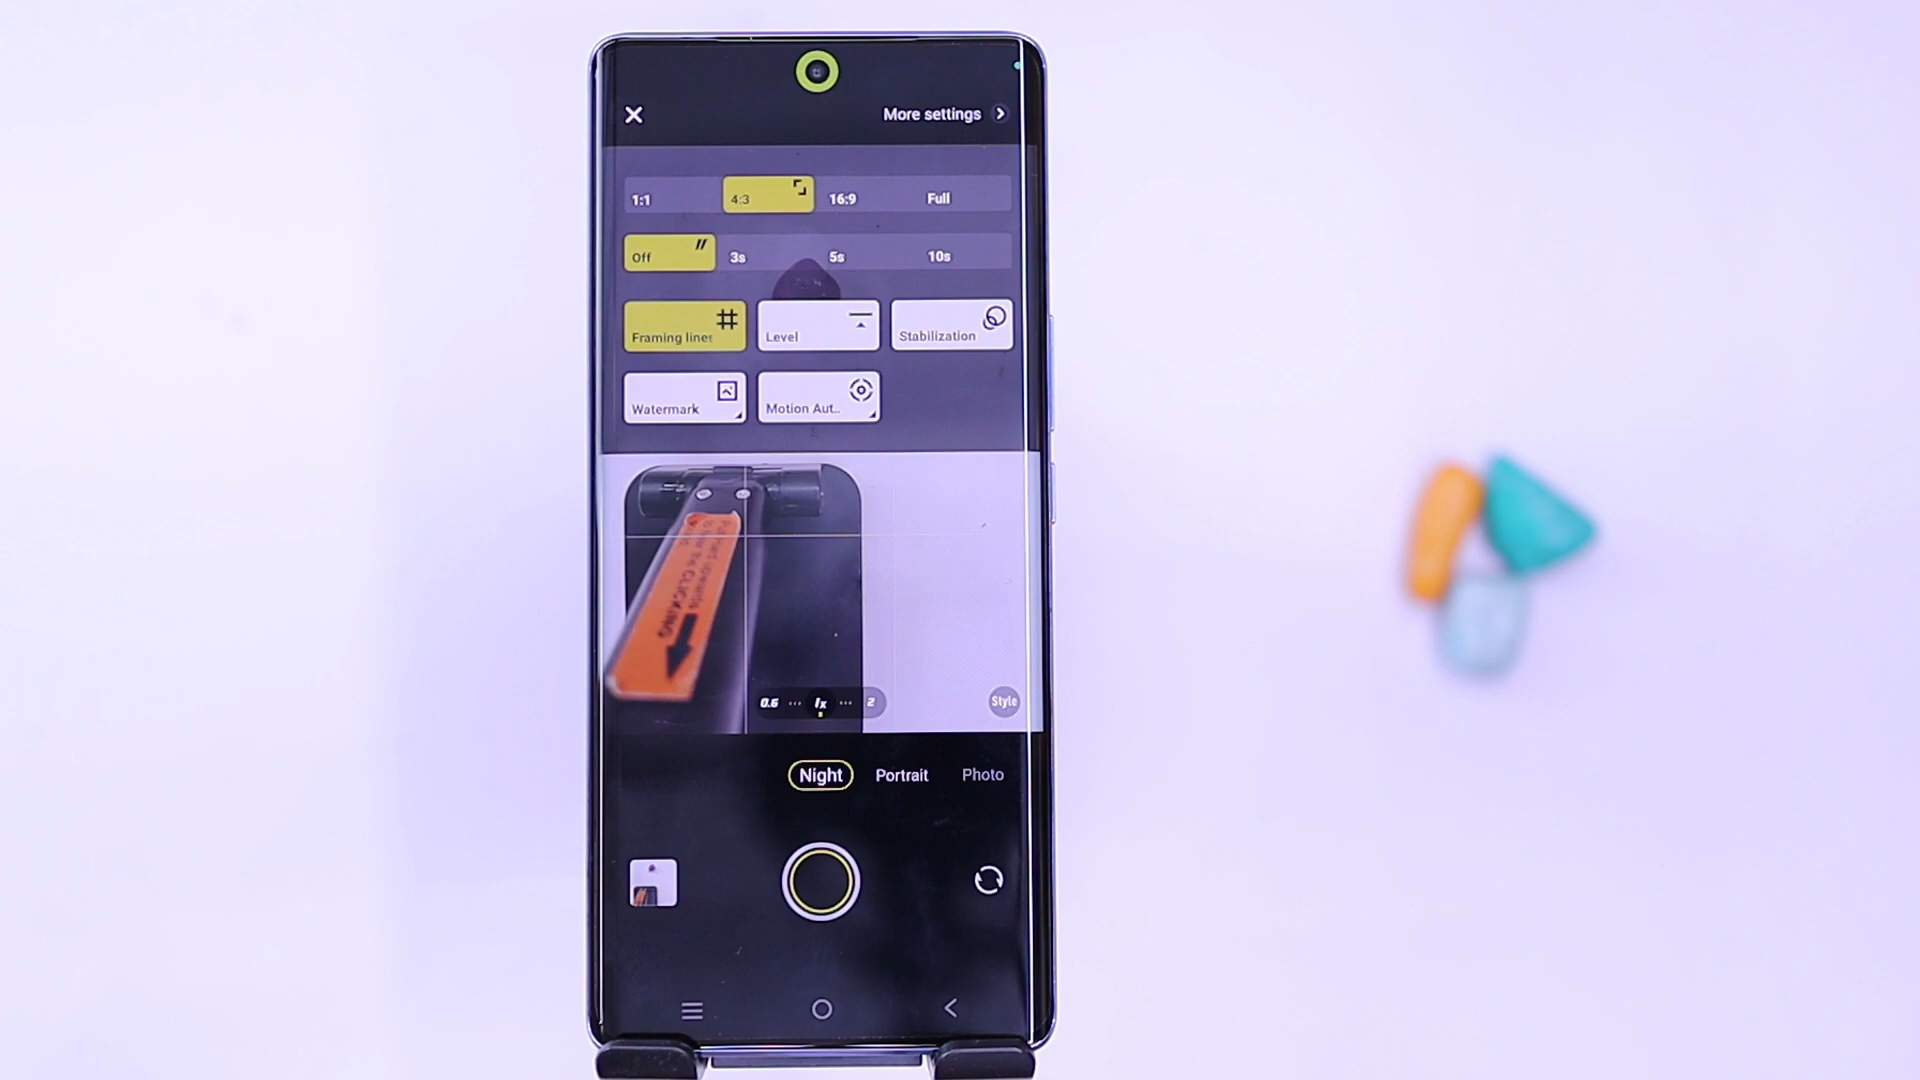 More settings
1:1 4:3 16:9 Full
Off 3s 5s 10s
Framing lines Level Stabilization
Watermark Motion Aut..
CLICKING
0.6 1x 2
Style
Night Portrait Photo